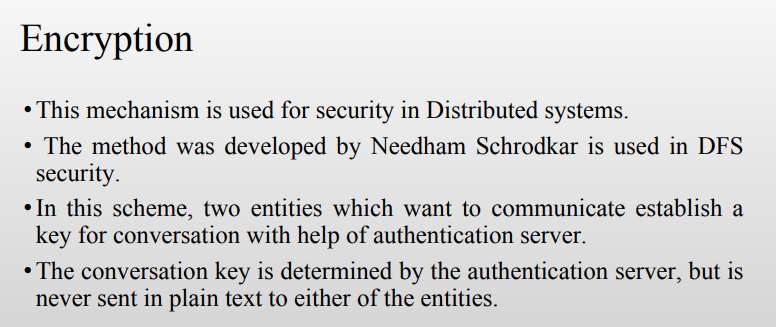 Encryption
• This mechanism is used for security in Distributed systems.
• The method was developed by Needham Schrodkar is used in DFS
security.
• In this scheme, two entities which want to communicate establish a
key for conversation with help of authentication server.
• The conversation key is determined by the authentication server, but is
never sent in plain text to either of the entities.